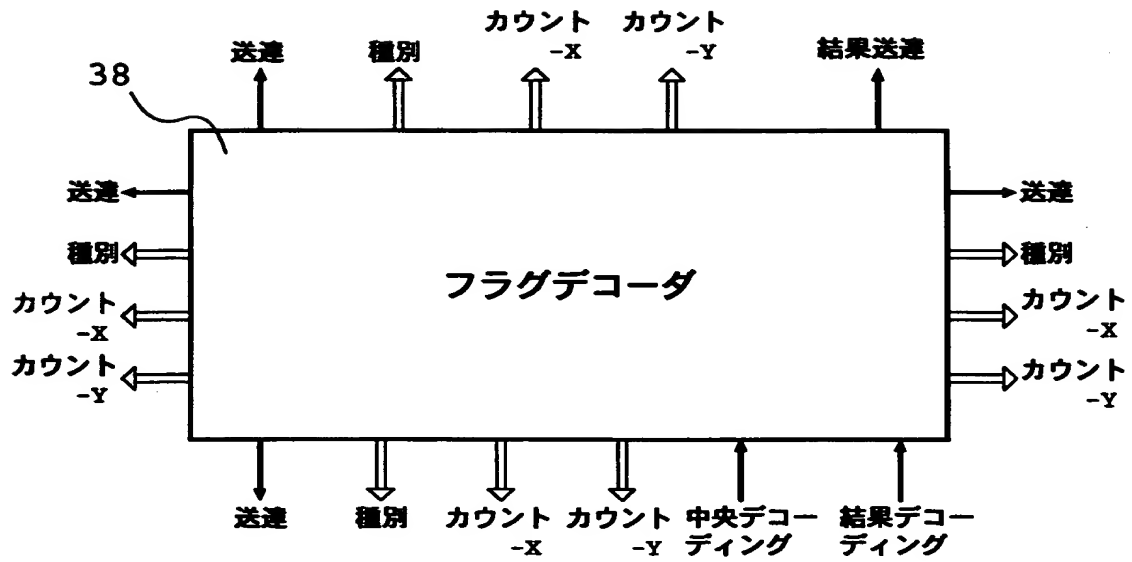 カウント
-X
カウント
-Y
送達
種別
結果送達
38
送達
送達
種別
種別
フラグデコーダ
カウント
-X
カウント
-X
カウント
-Y
カウント
-Y
送達
種別
カウント
-X
カウント
-Y
中央デコー
ディング
結果デコー
ディング